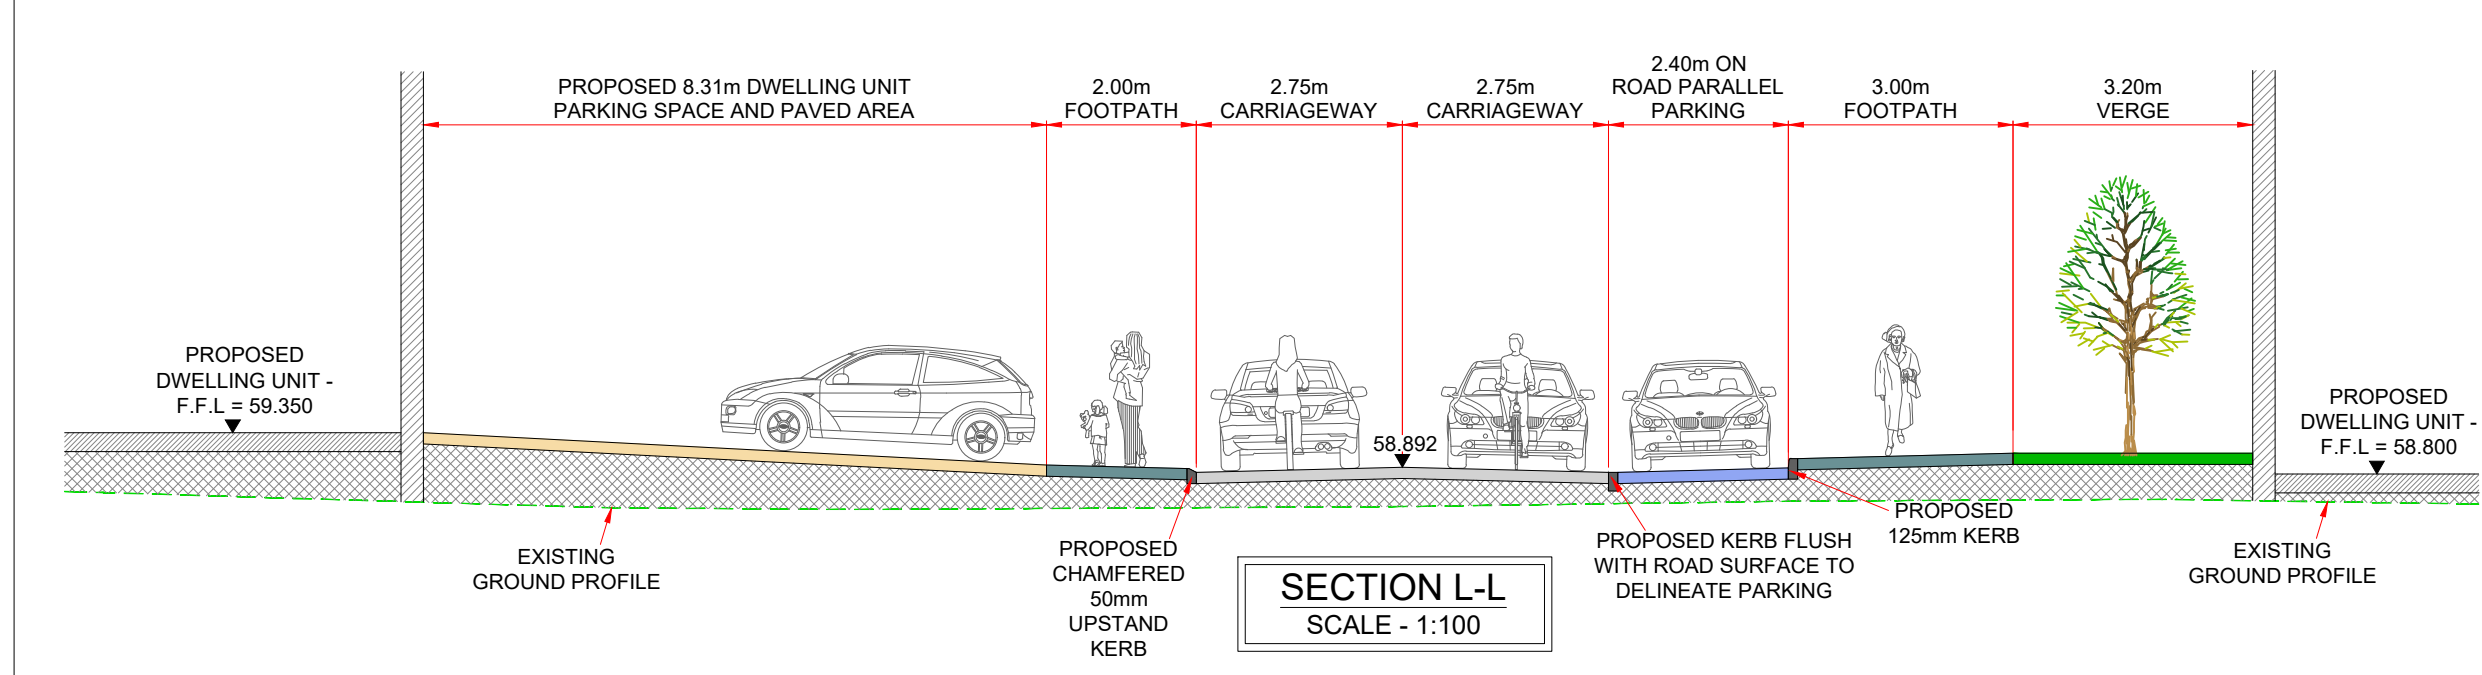 PROPOSED 8.31m DWELLING UNIT
PARKING SPACE AND PAVED AREA
2.00m
FOOTPATH
2.75m
CARRIAGEWAY
2.75m
CARRIAGEWAY
2.40m ON
ROAD PARALLEL
PARKING
3.00m
FOOTPATH
3.20m
VERGE
PROPOSED
DWELLING UNIT -
F.F.L = 59.350
58.892
PROPOSED
DWELLING UNIT -
F.F.L = 58.800
EXISTING
GROUND PROFILE
PROPOSED
CHAMFERED
50mm
UPSTAND
KERB
PROPOSED KERB FLUSH
WITH ROAD SURFACE TO
DELINEATE PARKING
PROPOSED
125mm KERB
EXISTING
GROUND PROFILE
SECTION L-L
SCALE - 1:100